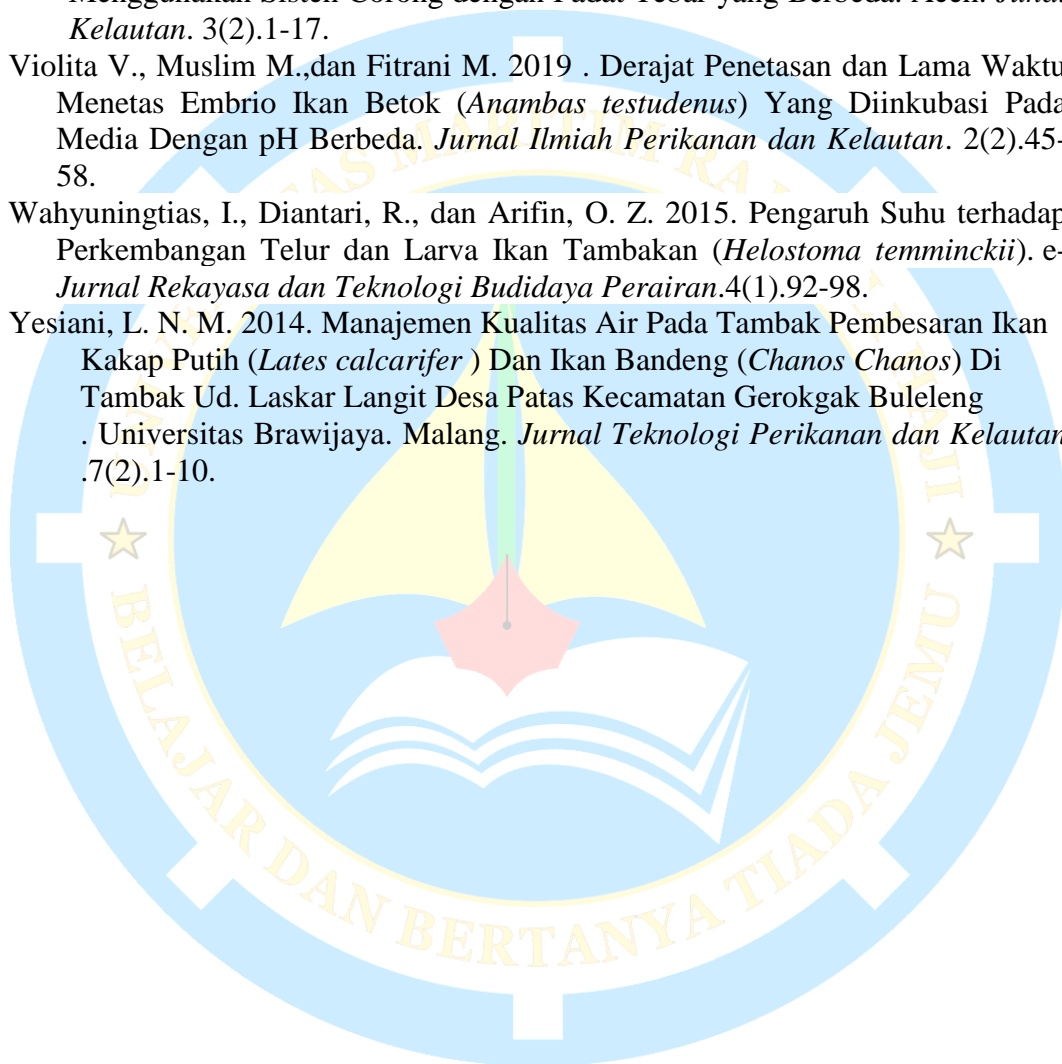 Kelautan. 3(2).1-17.
Violita V., Muslim M.,dan Fitrani M. 2019 . Derajat Penetasan dan Lama Waktu
Menetas Embrio Ikan Betok (Anambas testudenus) Yang Diinkubasi Pada
Media Dengan pH Berbeda. Jurnal Ilmiah Perikanan dan Kelautan. 2(2).45-
58.
Wahyuningtias, I., Diantari, R., dan Arifin, O. Z. 2015. Pengaruh Suhu terhadap
Perkembangan Telur dan Larva Ikan Tambakan (Helostoma temminckii). e-
Jurnal Rekayasa dan Teknologi Budidaya Perairan.4(1).92-98.
Yesiani, L. N. M. 2014. Manajemen Kualitas Air Pada Tambak Pembesaran Ikan
Kakap Putih (Lates calcarifer ) Dan Ikan Bandeng (Chanos Chanos) Di
Tambak Ud. Laskar Langit Desa Patas Kecamatan Gerokgak Buleleng
. Universitas Brawijaya. Malang. Jurnal Teknologi Perikanan dan Kelautan
.7(2).1-10.
BELAJAR DAN BERTANYA TIADA JEMU